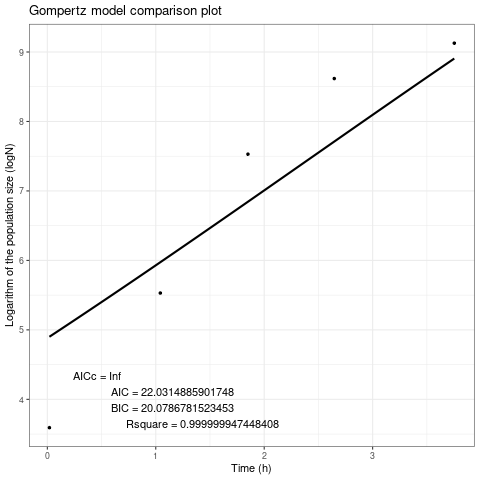 Gompertz model comparison plot
9
8
7
6
5
4
Logarithm of the population size (logN)
AICc = Inf
AIC = 22.0314885901748
BIC = 20.0786781523453
Rsquare = 0.999999947448408
0 1 2 3
Time (h)